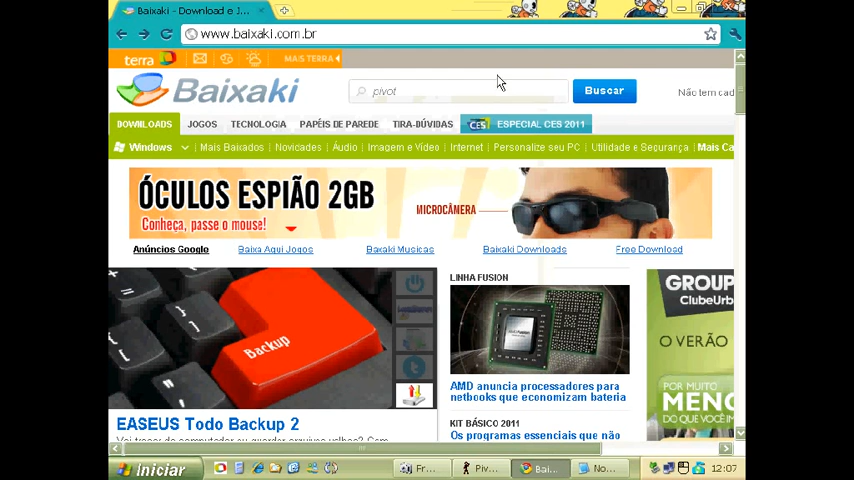 Baixaki - Download e J...
www.baixaki.com.br
terra
MAIS TERRA
Baixaki
pivot
Buscar
Não tem cad
DOWNLOADS JOGOS TECNOLOGIA PAPÉIS DE PAREDE TIRA-DÚVIDAS CES ESPECIAL CES 2011
Windows Mais Baixados Novidades Áudio Imagem e Vídeo Internet Personalize seu PC Utilidade e Segurança Mais Ca
ÓCULOS ESPIÃO 2GB
Conheça, passe o mouse!
MICROCÂMERA
Anúncios Google Baixa Aqui Jogos Baxaki Musicas Baixaki Downloads Free Download
Backup
EASEUS Todo Backup 2
LINHA FUSION
AMD anuncia processadores para
netbooks que economizam bateria
KIT BÁSICO 2011
Os programas essenciais que não
GROUP
ClubeUrb
O VERÃO
POR MUITO
MENO
QUE VOCÊ IM
Iniciar
Fr...
Piv...
Bai...
No...
12:07